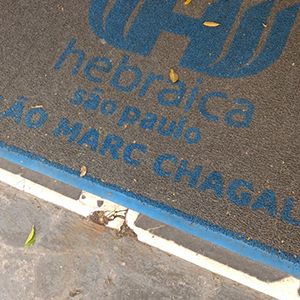 hebraica
são paulo
ÃO MARC CHAGAL